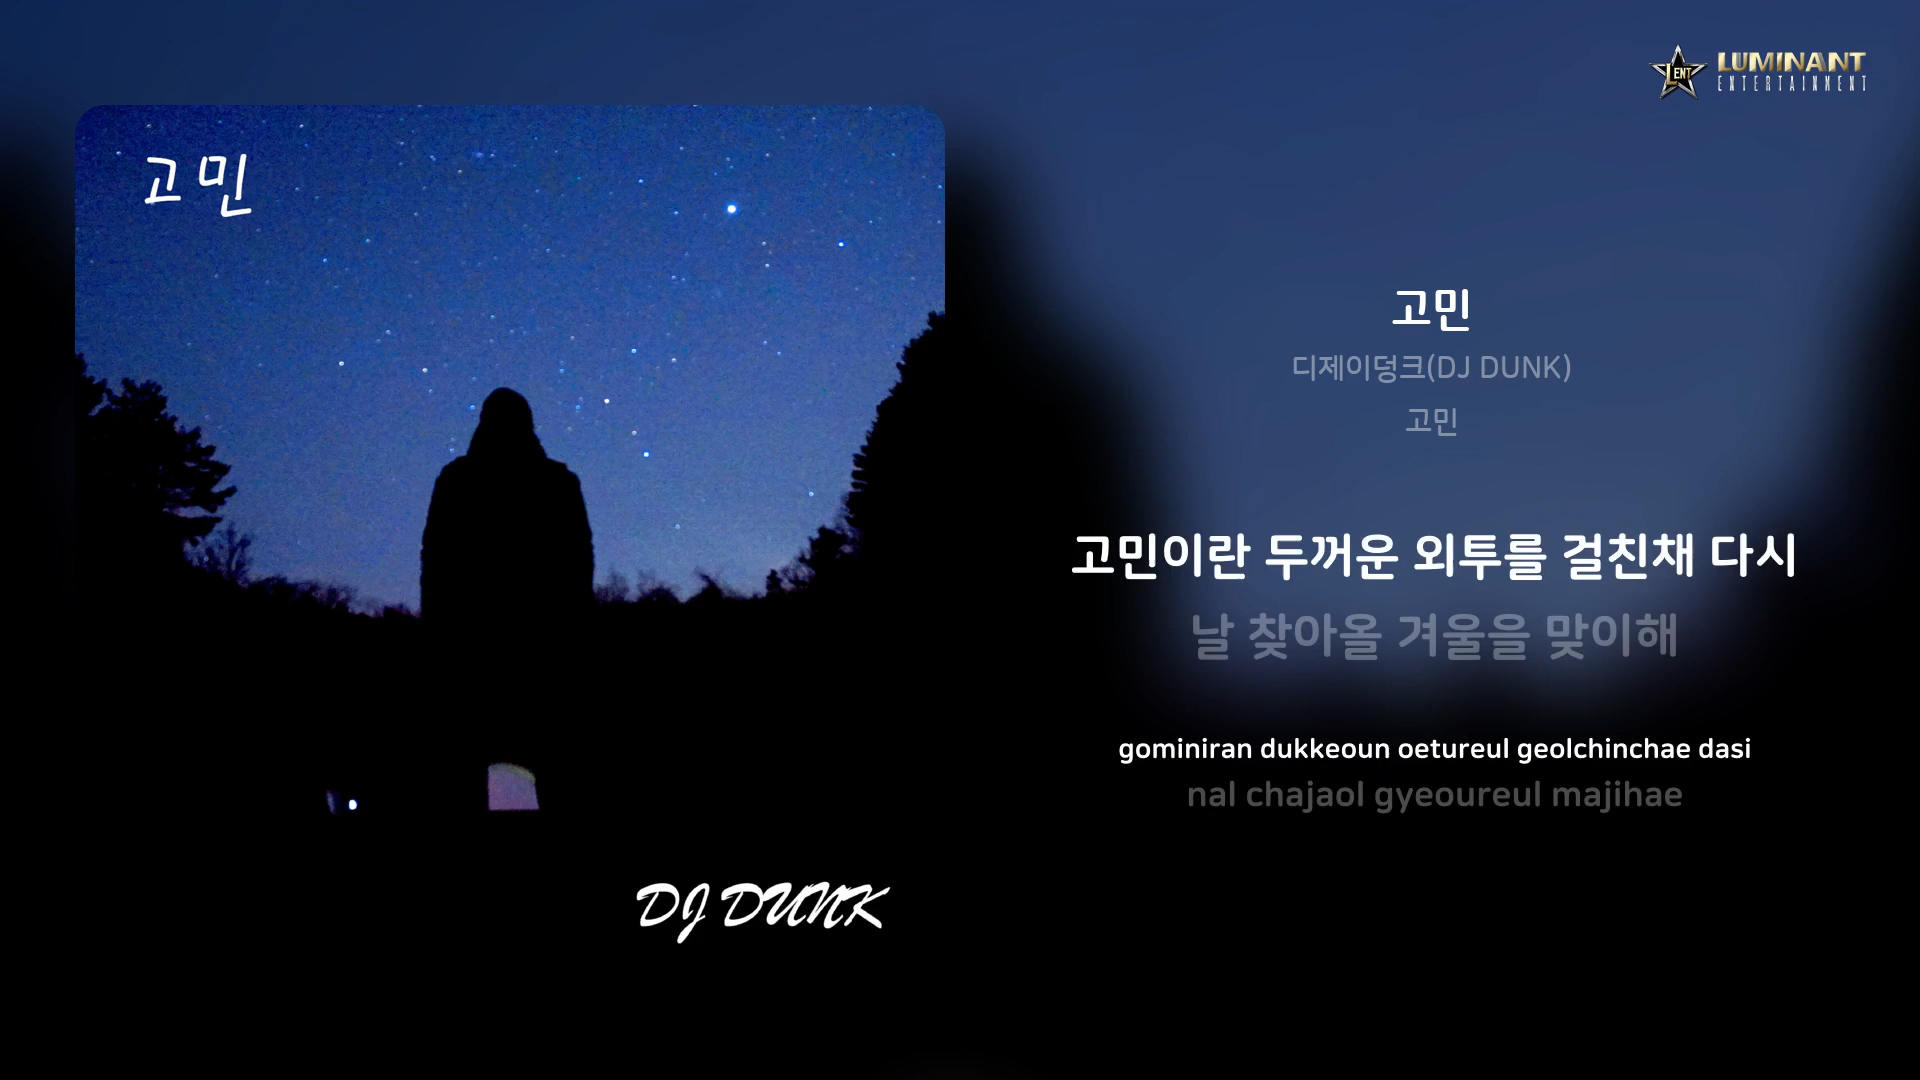 고민
DJ DUNK
LENT
LUMINANT
ENTERTAINMENT
고민
디제이덩크(DJ DUNK)
고민
고민이란 두꺼운 외투를 걸친채 다시
날 찾아올 겨울을 맞이해
gominiran dukkeoun oetureul geolchinchae dasi
nal chajaol gyeoureul majihae